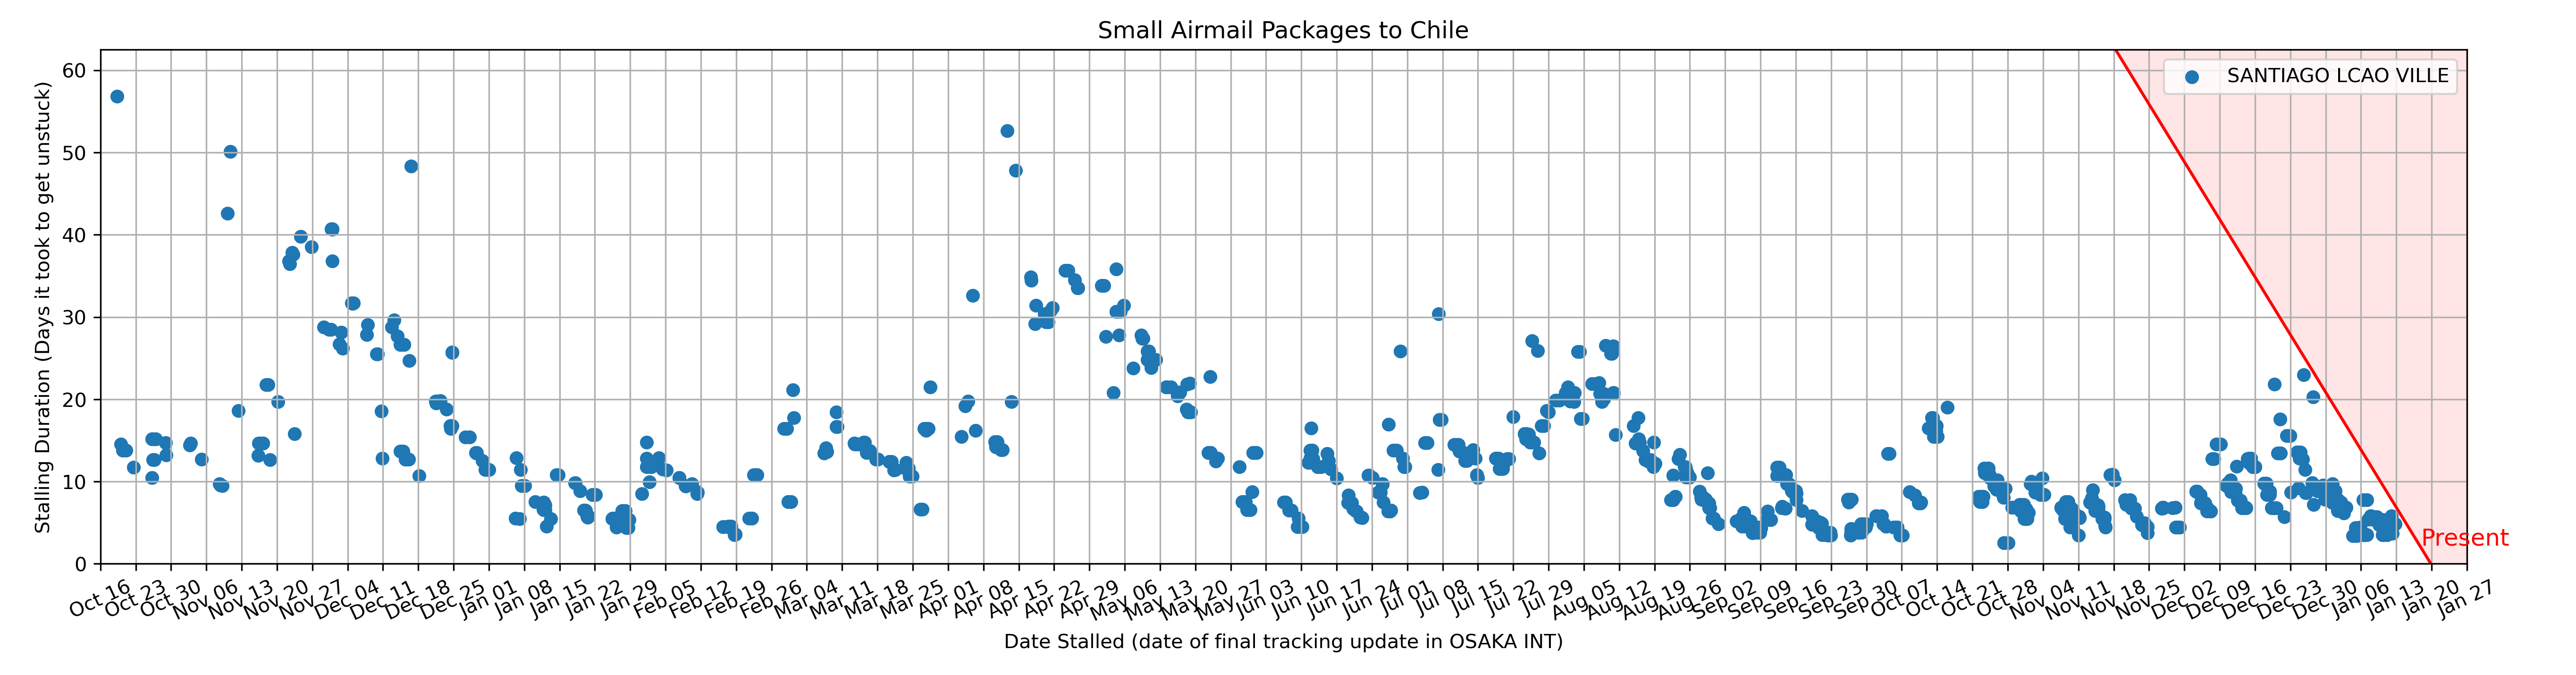 Small Airmail Packages to Chile
SANTIAGO LCAO VILLE
Stalling Duration (Days it took to get unstuck)
60
50
40
30
20
10
0
Present
Oct 16 Oct 23 Oct 30 Nov 06 Nov 13 Nov 20 Nov 27 Dec 04 Dec 11 Dec 18 Dec 25 Jan 01 Jan 08 Jan 15 Jan 22 Jan 29 Feb 05 Feb 12 Feb 19 Feb 26 Mar 04 Mar 11 Mar 18 Mar 25 Apr 01 Apr 08 Apr 15 Apr 22 Apr 29 May 06 May 13 May 20 May 27 Jun 03 Jun 10 Jun 17 Jun 24 Jul 01 Jul 08 Jul 15 Jul 22 Jul 29 Aug 05 Aug 12 Aug 19 Aug 26 Sep 02 Sep 09 Sep 16 Sep 23 Sep 30 Oct 07 Oct 14 Oct 21 Oct 28 Nov 04 Nov 11 Nov 18 Nov 25 Dec 02 Dec 09 Dec 16 Dec 23 Dec 30 Jan 06 Jan 13 Jan 20 Jan 27
Date Stalled (date of final tracking update in OSAKA INT)